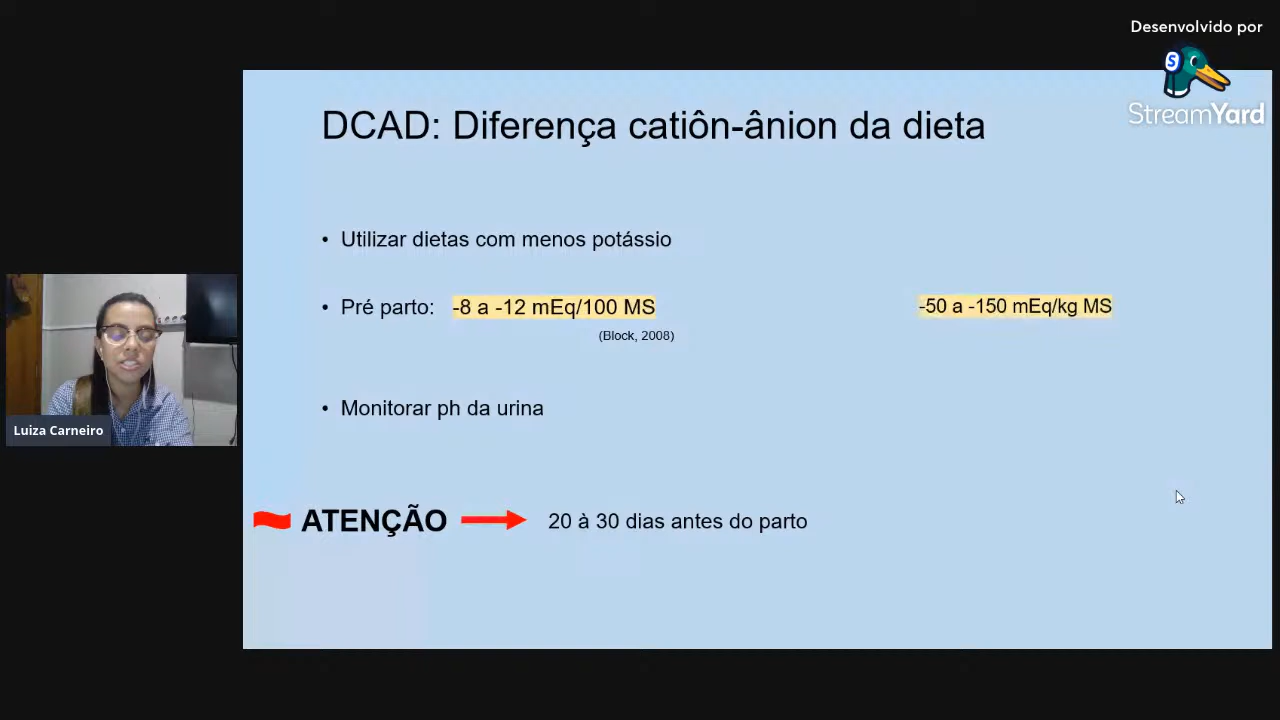 Desenvolvido por
StreamYard
DCAD: Diferença catiôn-ânion da dieta
• Utilizar dietas com menos potássio
• Pré parto: -8 a -12 mEq/100 MS -50 a -150 mEq/kg MS
(Block, 2008)
• Monitorar ph da urina
Luiza Carneiro
ATENÇÃO 20 à 30 dias antes do parto